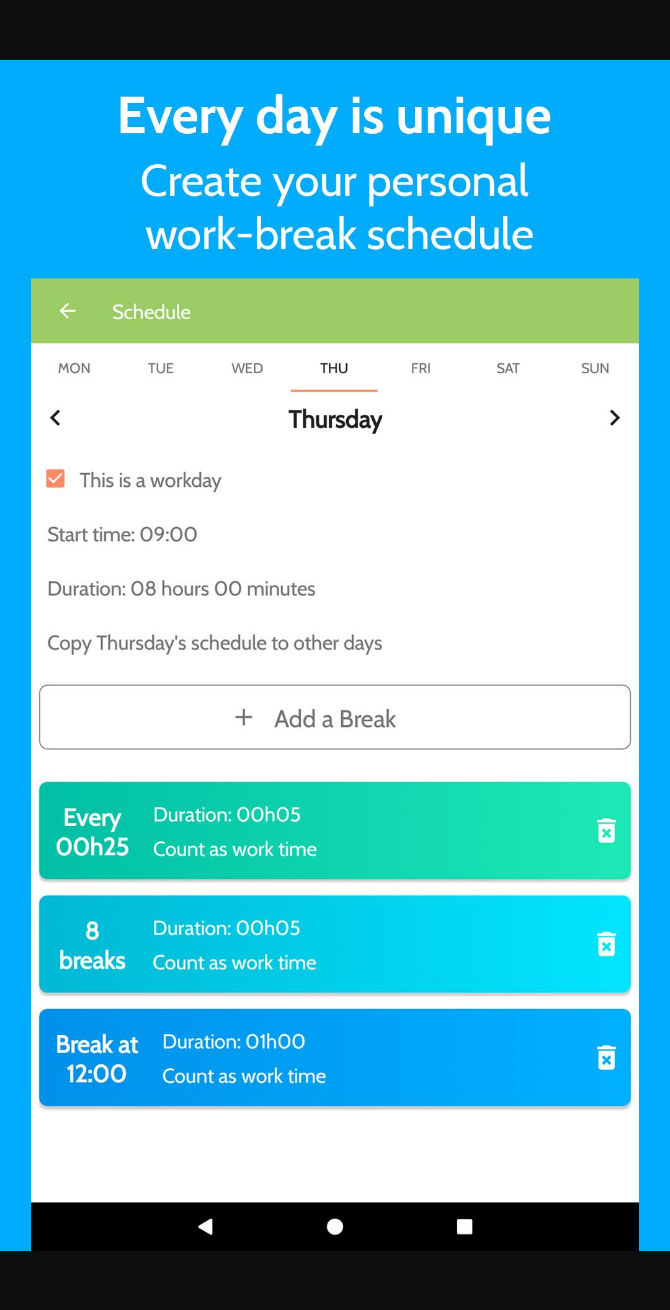 Every day is unique
Create your personal
work-break schedule
Schedule
MON TUE WED THU FRI SAT SUN
Thursday
This is a workday
Start time: 09:00
Duration: 08 hours 00 minutes
Copy Thursday's schedule to other days
+ Add a Break
Every
00h25
Duration: 00h05
Count as work time
8
breaks
Duration: 00h05
Count as work time
Break at
12:00
Duration: 01h00
Count as work time